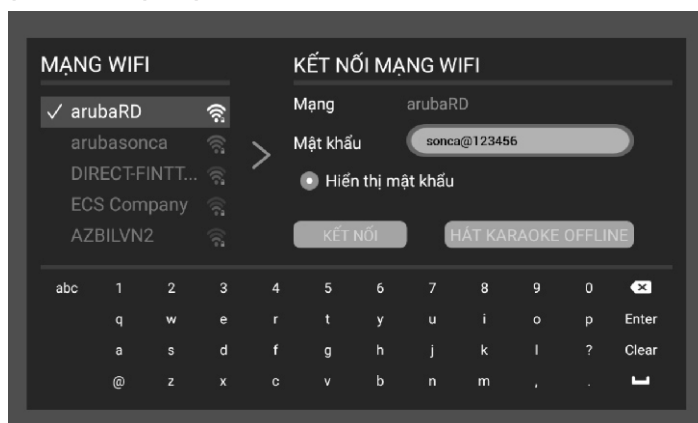 MẠNG WIFI
arubaRD
arubasonca
DIRECT-FINTT...
ECS Company
AZBILVN2
KẾT NỐI MẠNG WIFI
Mạng arubaRD
Mật khẩu sonca@123456
Hiển thị mật khẩu
KẾT NỐI HÁT KARAOKE OFFLINE
abc 1 2 3 4 5 6 7 8 9 0
q w e r t y u i o p Enter
a s d f g h j k l ? Clear
@ z x c v b n m , .